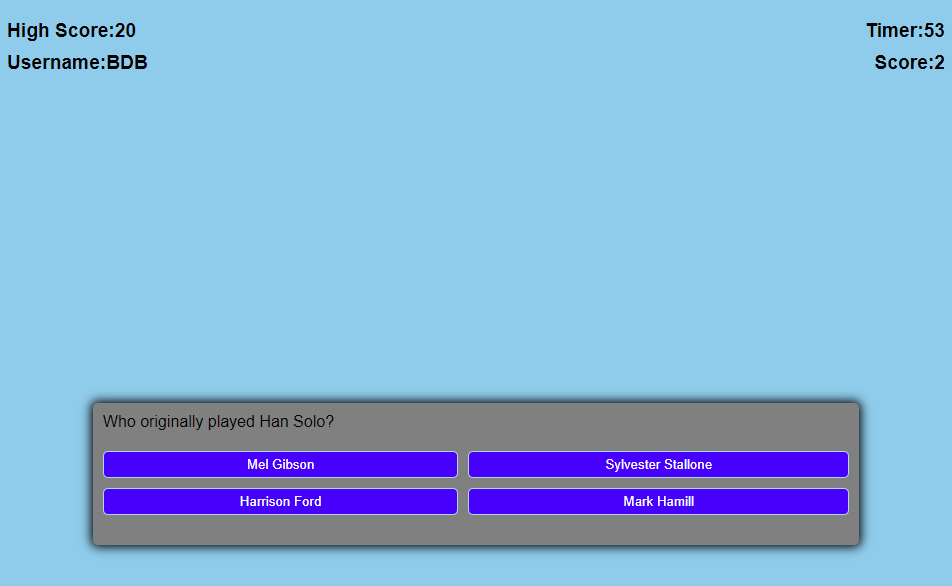 High Score:20
Timer:53
Username:BDB
Score:2
Who originally played Han Solo?
Mel Gibson
Sylvester Stallone
Harrison Ford
Mark Hamill